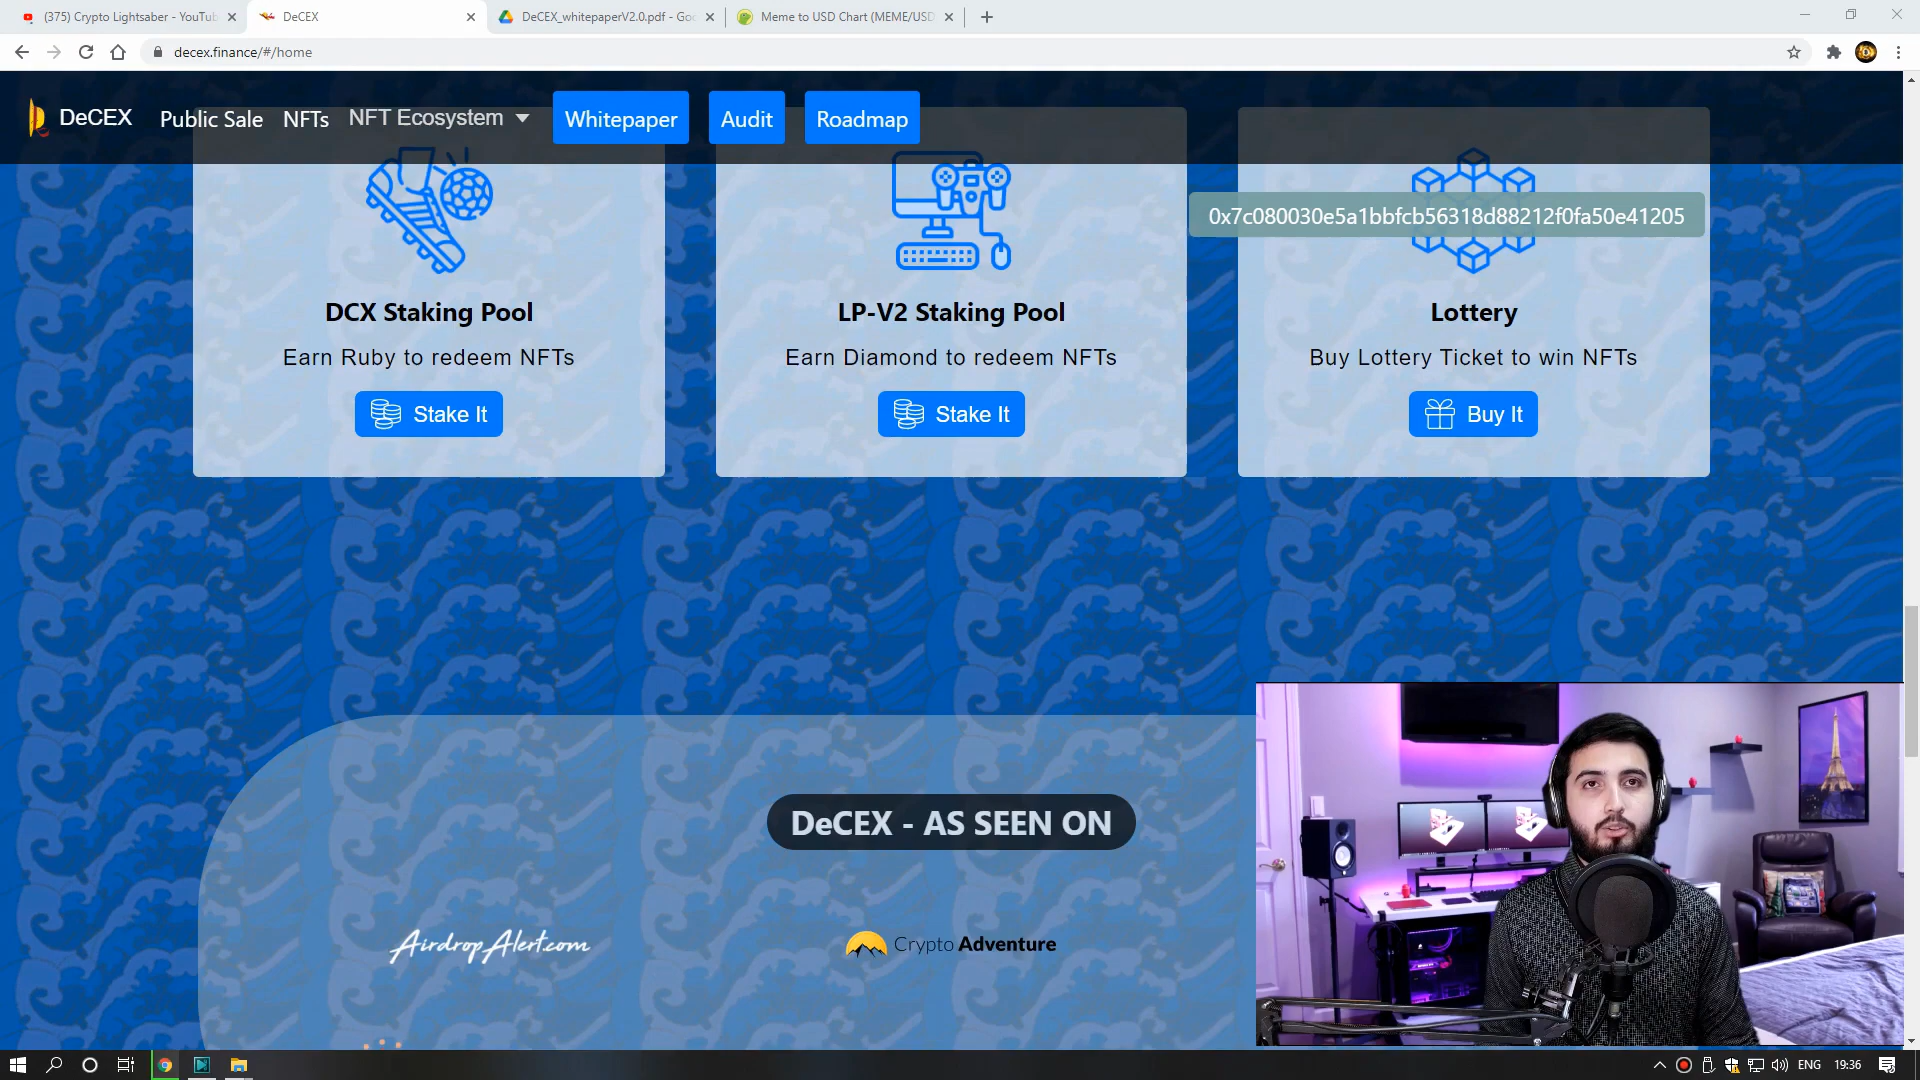 (375) Crypto Lightsaber - YouTub
DeCEX
DeCEX_whitepaperV2.0.pdf - Goo
Meme to USD Chart (MEME/USD
decex.finance/#/home
DeCEX
Public Sale
NFTs
NFT Ecosystem
Whitepaper
Audit
Roadmap
0x7c080030e5a1bbfcb56318d88212f0fa50e41205
DCX Staking Pool
Earn Ruby to redeem NFTs
Stake It
LP-V2 Staking Pool
Earn Diamond to redeem NFTs
Stake It
Lottery
Buy Lottery Ticket to win NFTs
Buy It
DeCEX - AS SEEN ON
AirdropAlert.com
Crypto Adventure
ENG
19:36